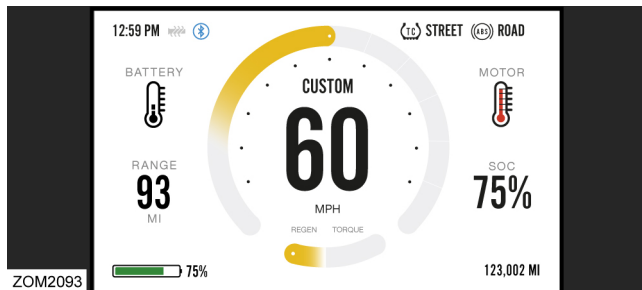 12:59 PM
TC STREET ABS ROAD
BATTERY
CUSTOM
MOTOR
60
MPH
RANGE
93
MI
SOC
75%
REGEN TORQUE
75%
123,002 MI
ZOM2093